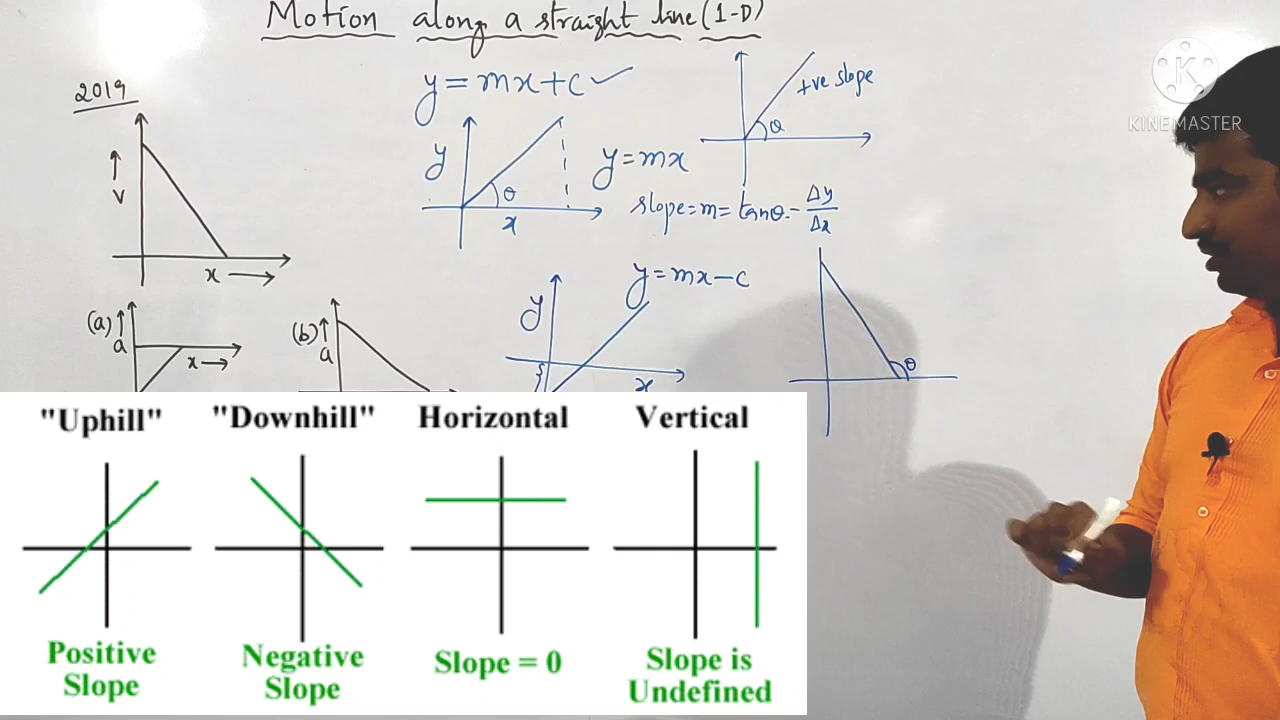 Motion along a straight line (1-D)
2019
y = mx + c ✓
+ve slope
θ
V
y
θ
x
y = mx
slope = m = tanθ = Δy/Δx
x
y = mx - c
y
x
θ
(a)
a
x
(b)
a
K
KINEMASTER
"Uphill" "Downhill" Horizontal Vertical
Positive Slope
Negative Slope
Slope = 0
Slope is Undefined